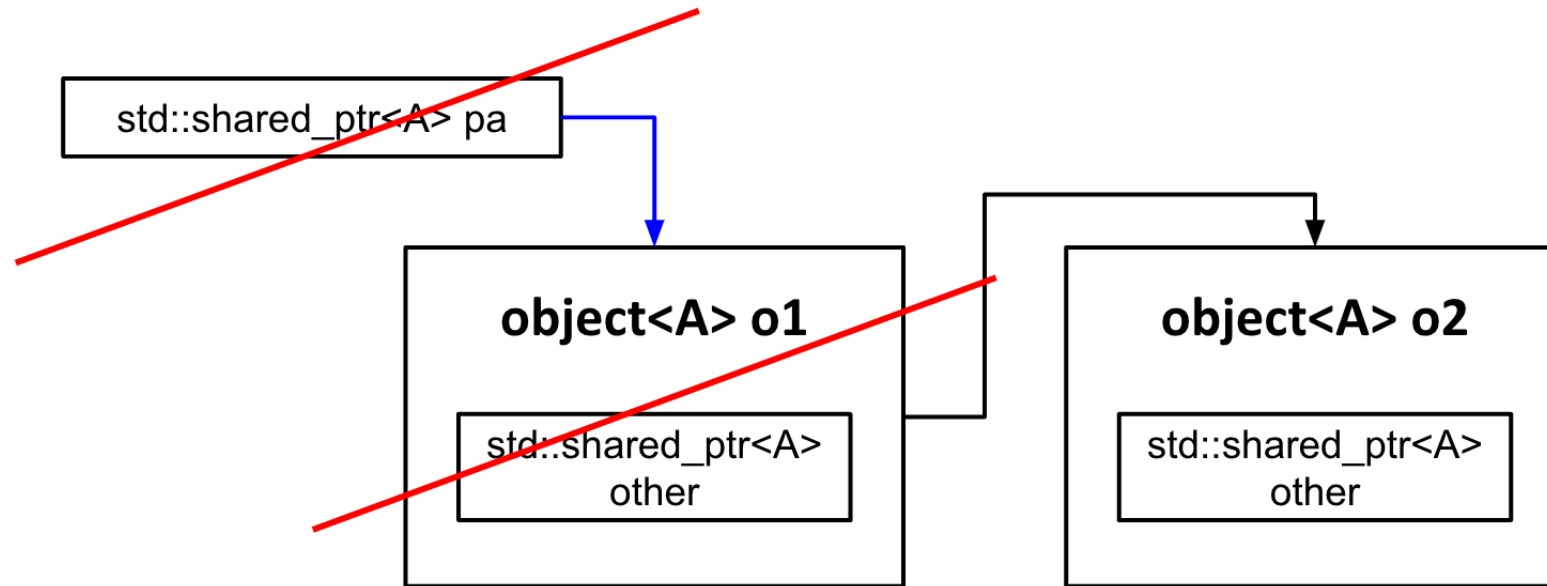 std::shared_ptr<A> pa
object<A> o1
object<A> o2
std::shared_ptr<A>
other
std::shared_ptr<A>
other